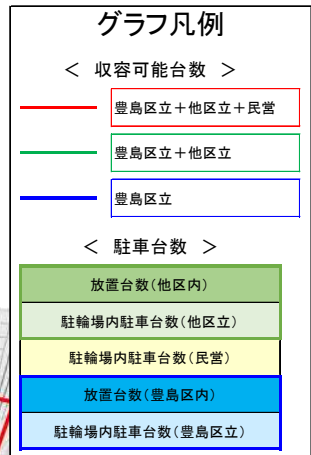 グラフ凡例
＜ 収容可能台数 ＞
豊島区立＋他区立＋民営
豊島区立＋他区立
豊島区立
＜ 駐車台数 ＞
放置台数(他区内)
駐輪場内駐車台数(他区立)
駐輪場内駐車台数(民営)
放置台数(豊島区内)
駐輪場内駐車台数(豊島区立)